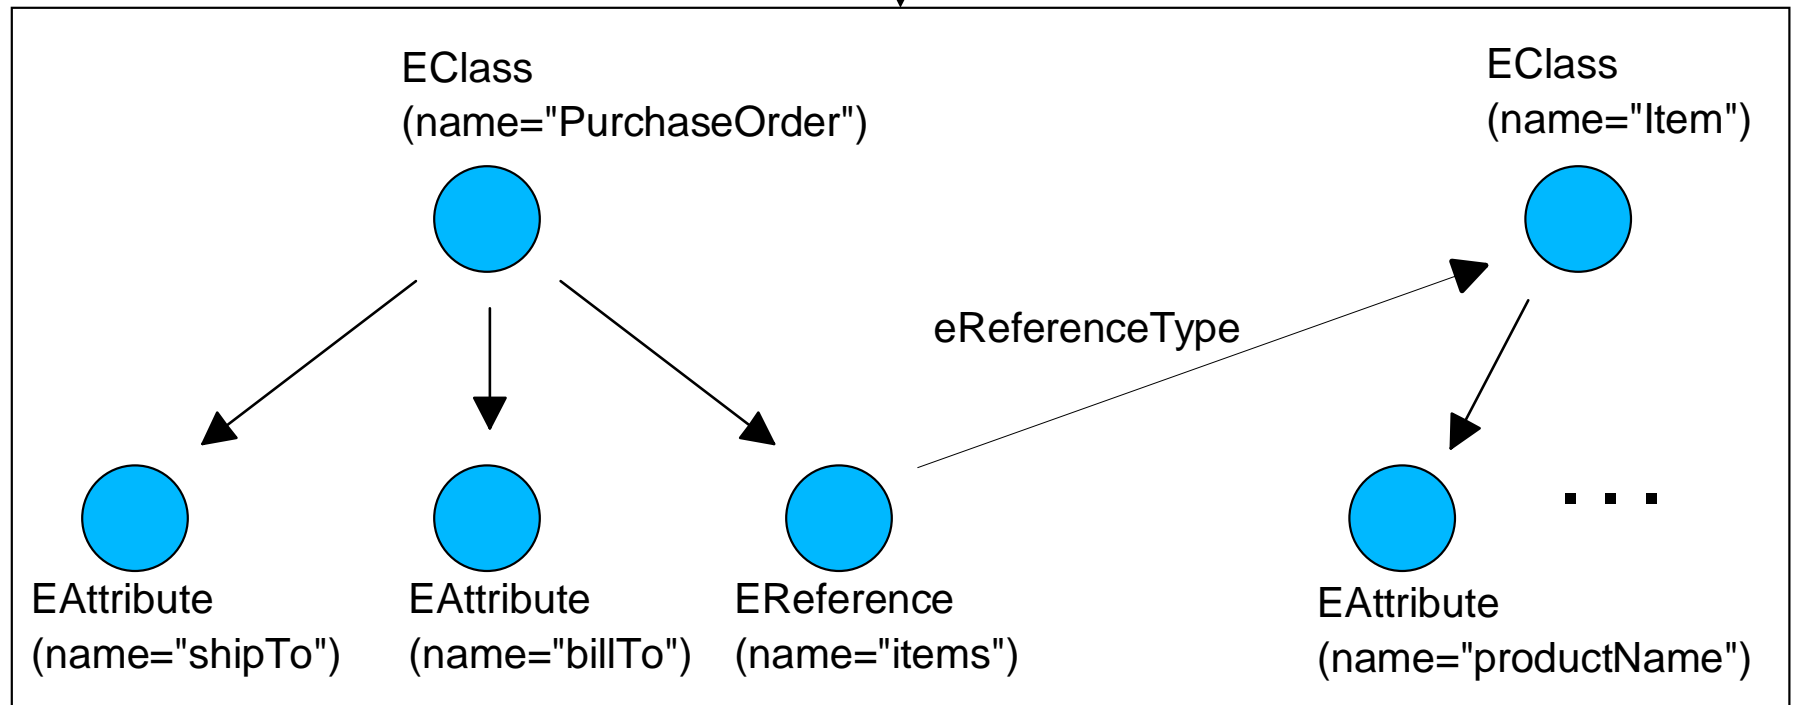 EClass
(name="PurchaseOrder")
EClass
(name="Item")
eReferenceType
EAttribute
(name="shipTo")
EAttribute
(name="billTo")
EReference
(name="items")
EAttribute
(name="productName")
. . .